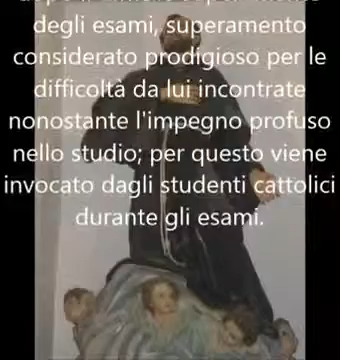 degli esami, superamento
considerato prodigioso per le
difficoltà da lui incontrate
nonostante l'impegno profuso
nello studio; per questo viene
invocato dagli studenti cattolici
durante gli esami.